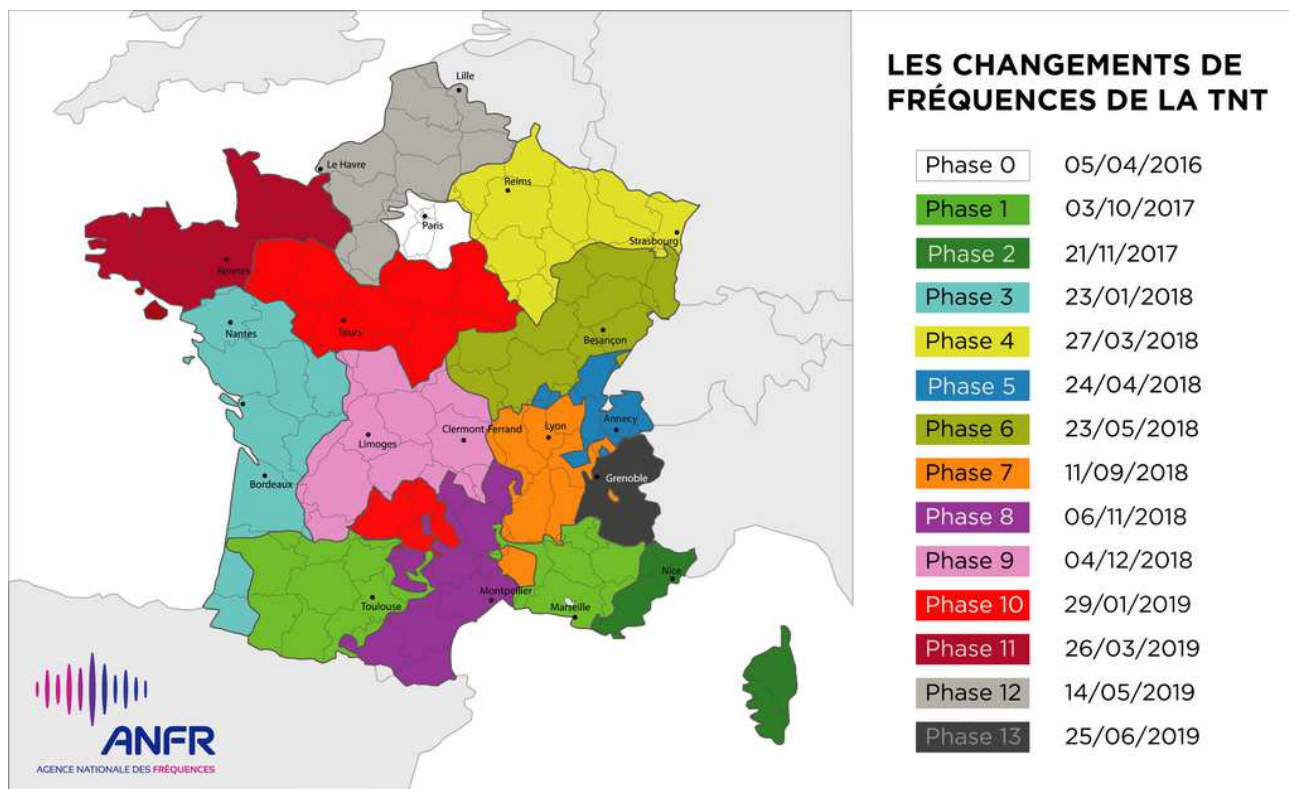 LES CHANGEMENTS DE
FRÉQUENCES DE LA TNT
Phase 0 05/04/2016
Phase 1 03/10/2017
Phase 2 21/11/2017
Phase 3 23/01/2018
Phase 4 27/03/2018
Phase 5 24/04/2018
Phase 6 23/05/2018
Phase 7 11/09/2018
Phase 8 06/11/2018
Phase 9 04/12/2018
Phase 10 29/01/2019
Phase 11 26/03/2019
Phase 12 14/05/2019
Phase 13 25/06/2019
Lille
Le Havre
Reims
Paris
Strasbourg
Rennes
Nantes
Tours
Besançon
Limoges
Clermont-Ferrand
Lyon
Annecy
Bordeaux
Grenoble
Toulouse
Montpellier
Marseille
Nice
ANFR
AGENCE NATIONALE DES FRÉQUENCES